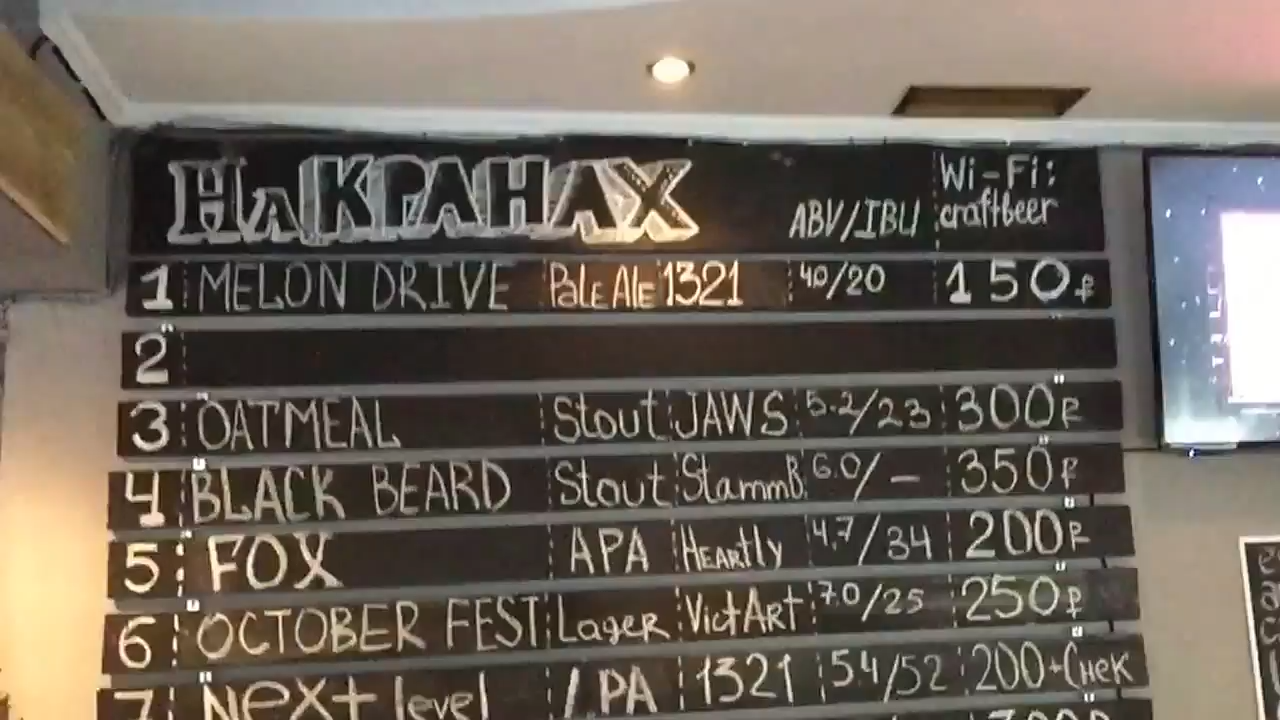 НаКРАНАХ ABV/IBU Wi-Fi: craftbeer
1 MELON DRIVE Pale Ale 1321 4.0/20 150₽
2
3 OATMEAL Stout JAWS 5.2/23 300₽
4 BLACK BEARD Stout StammB 6.0/– 350₽
5 FOX APA Heartly 4.7/34 200₽
6 OCTOBER FEST Lager VictArt 7.0/25 250₽
7 Next level IPA 1321 5.4/52 200+Снек